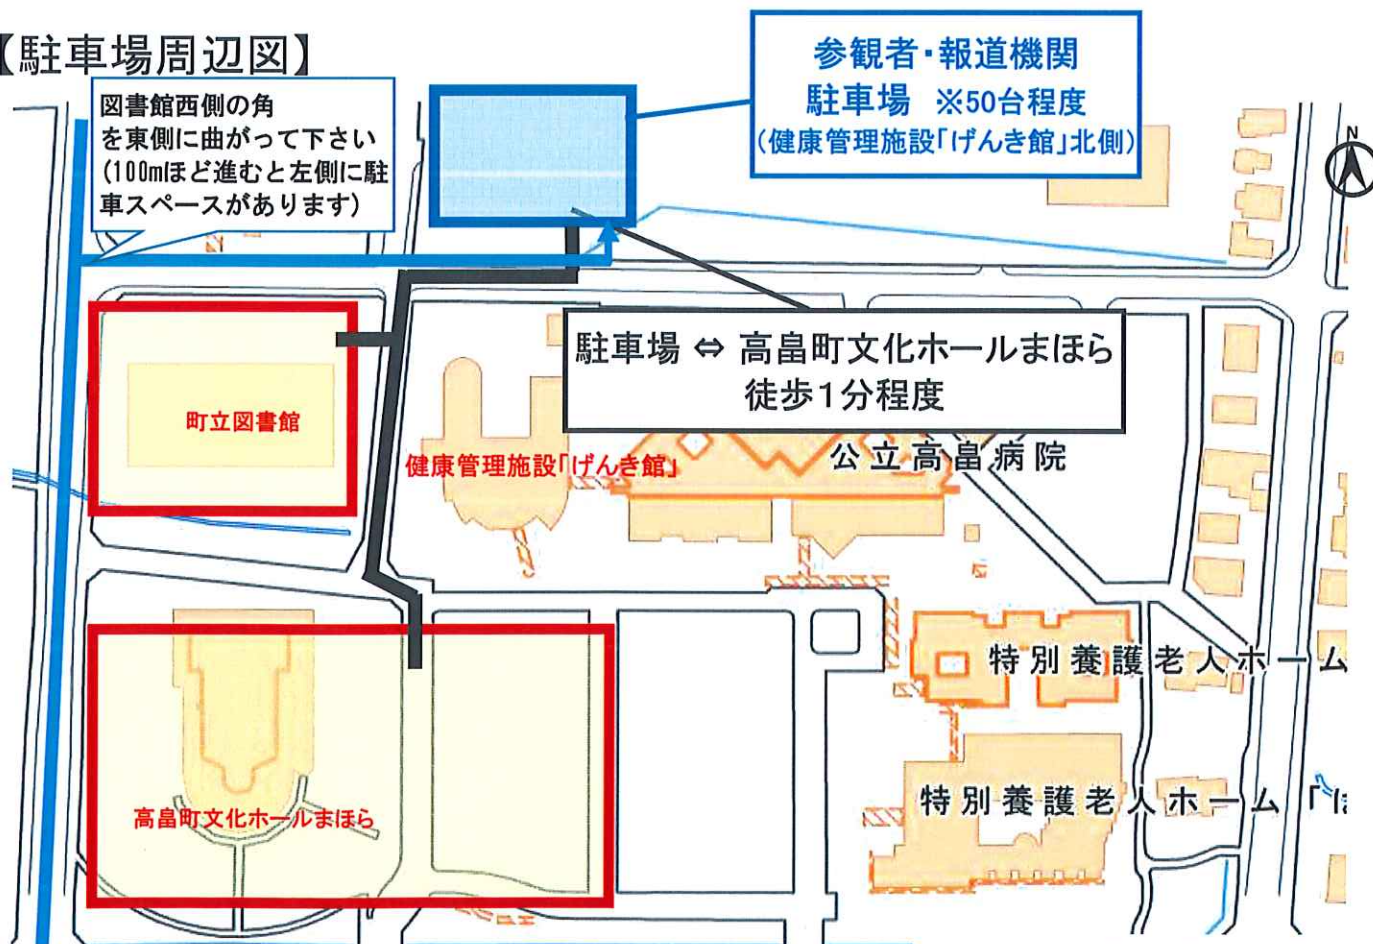 【駐車場周辺図】
図書館西側の角
を東側に曲がって下さい
(100mほど進むと左側に駐
車スペースがあります)
参観者・報道機関
駐車場 ※50台程度
(健康管理施設「げんき館」北側)
N
駐車場 ⇔ 高畠町文化ホールまほら
徒歩1分程度
町立図書館
健康管理施設「げんき館」
公立高畠病院
特別養護老人ホーム
高畠町文化ホールまほら
特別養護老人ホーム「は